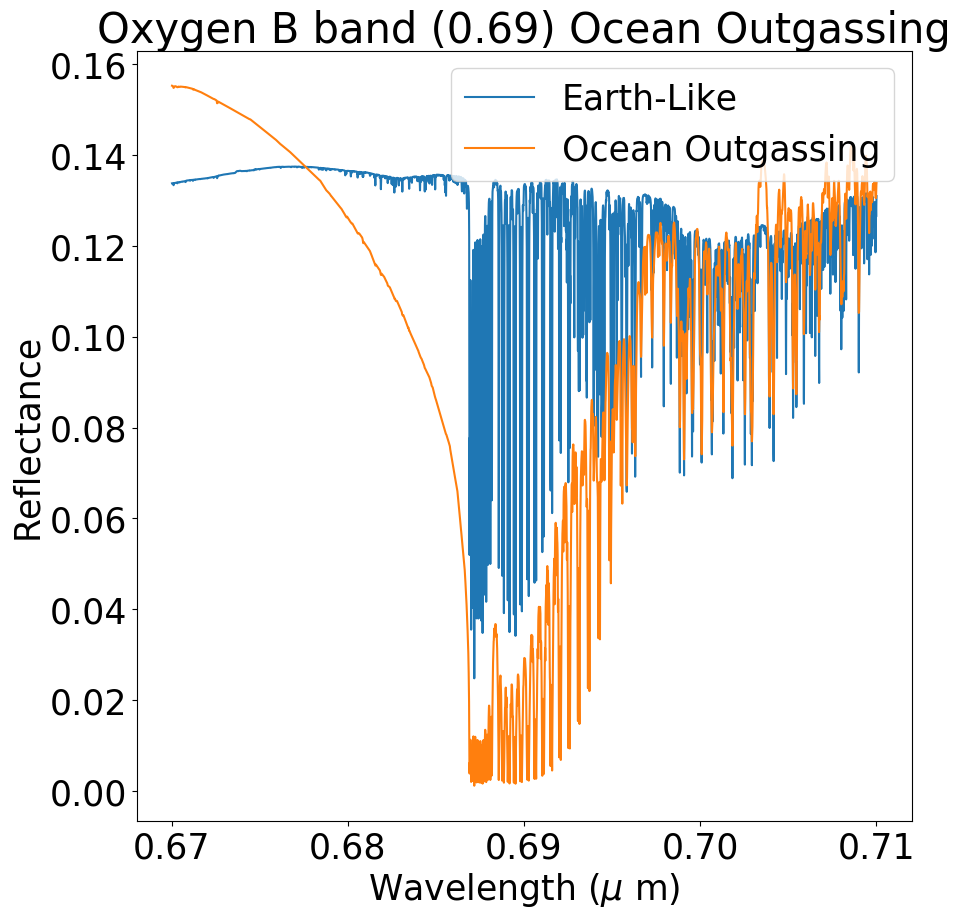 Oxygen B band (0.69) Ocean Outgassing
Earth-Like
Ocean Outgassing
Reflectance
0.16
0.14
0.12
0.10
0.08
0.06
0.04
0.02
0.00
0.67 0.68 0.69 0.70 0.71
Wavelength (μ m)